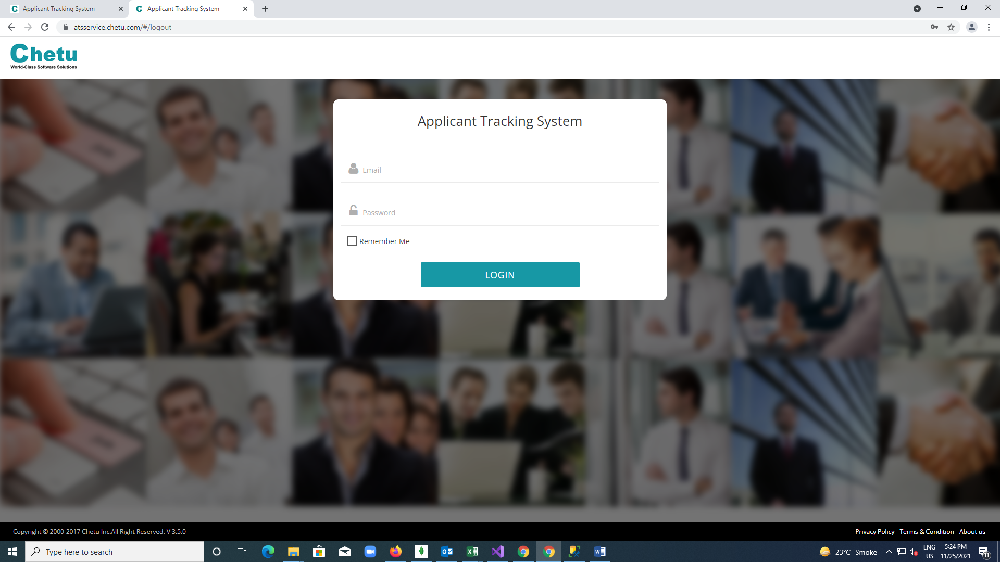 Applicant Tracking System
Applicant Tracking System
atsservice.chetu.com/#/logout
Chetu
World-Class Software Solutions
Applicant Tracking System
Email
Password
Remember Me
LOGIN
Copyright © 2000-2017 Chetu Inc.All Right Reserved. V 3.5.0
Privacy Policy| Terms & Condition| About us
Type here to search
23°C Smoke
ENG
US
5:24 PM
11/25/2021
11